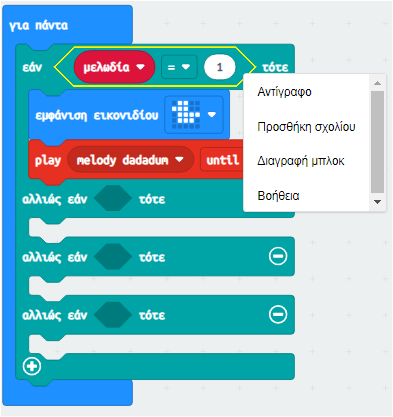 για πάντα
εάν μελωδία = 1 τότε
Αντίγραφο
εμφάνιση εικονιδίου
Προσθήκη σχολίου
play melody dadadum until
Διαγραφή μπλοκ
αλλιώς εάν τότε
Βοήθεια
αλλιώς εάν τότε
αλλιώς εάν τότε